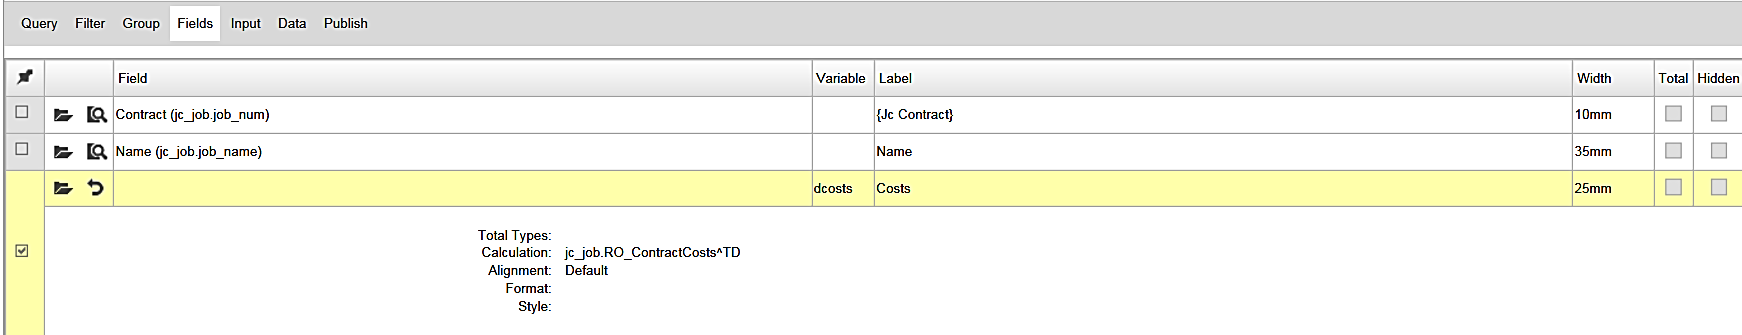 Query Filter Group Fields Input Data Publish
Field Variable Label Width Total Hidden
Contract (jc_job.job_num) {Jc Contract} 10mm
Name (jc_job.job_name) Name 35mm
dcosts Costs 25mm
Total Types:
Calculation: jc_job.RO_ContractCosts^TD
Alignment: Default
Format:
Style: